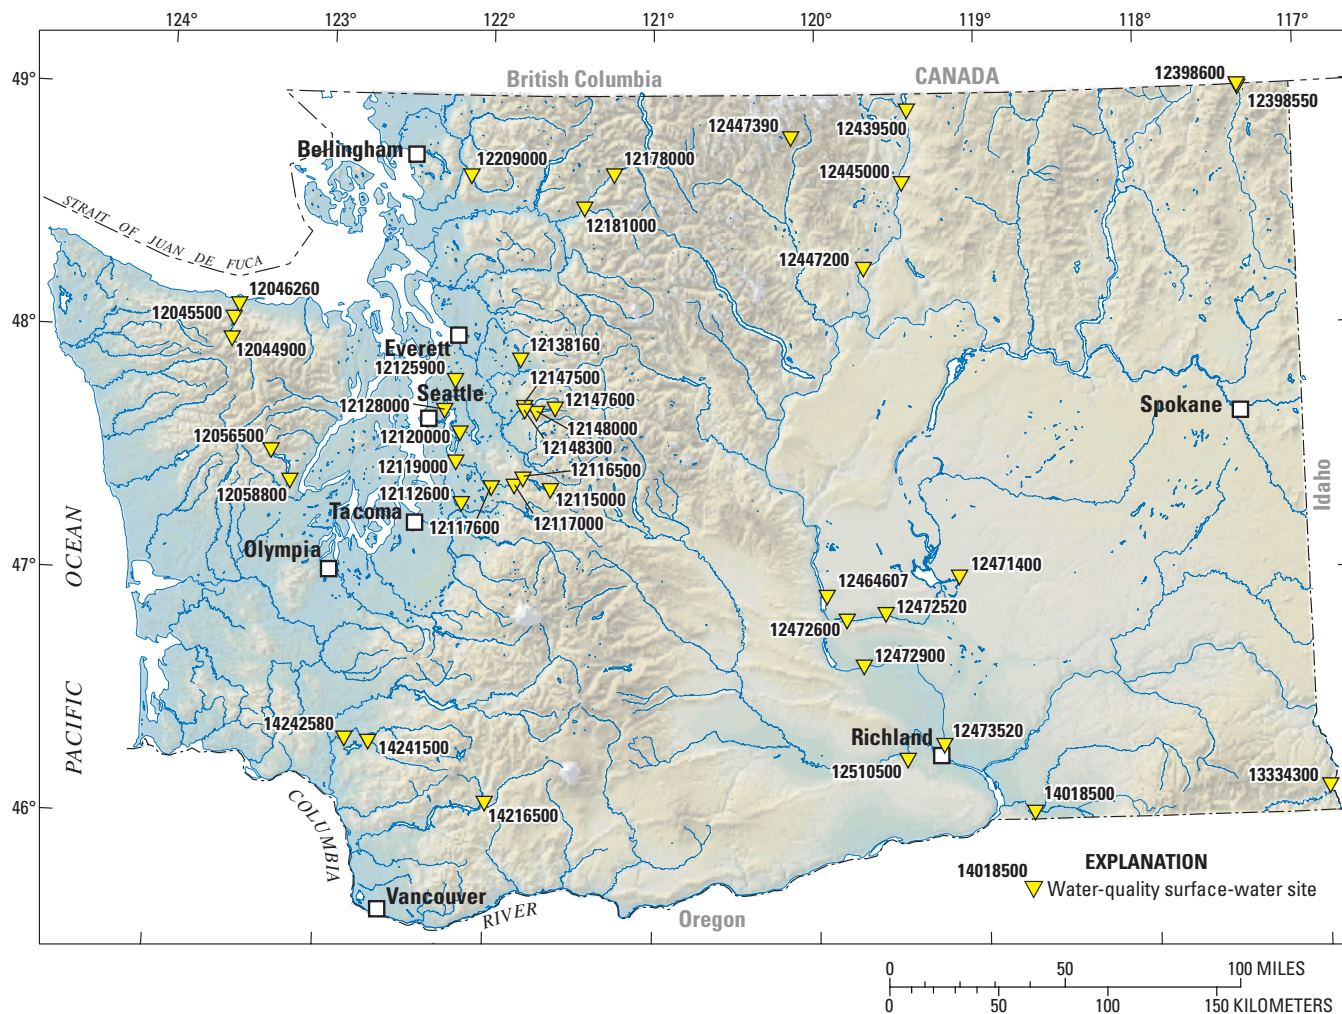 124° 123° 122° 121° 120° 119° 118° 117°
49°
48°
47°
46°
British Columbia
CANADA
12398600
12398550
12447390
12439500
Bellingham
12209000
12178000
12445000
12181000
STRAIT OF JUAN DE FUCA
12447200
12046260
12045500
12044900
Everett
12138160
12125900
Seattle
12147500
12147600
12128000
12148000
Spokane
12120000
12148300
12056500
12119000
12116500
12058800
12112600
12115000
Tacoma
12117600
12117000
Idaho
PACIFIC OCEAN
Olympia
12464607
12471400
12472520
12472600
12472900
14242580
14241500
Richland
12473520
12510500
13334300
14018500
14216500
COLUMBIA RIVER
Vancouver
Oregon
EXPLANATION
14018500
Water-quality surface-water site
0 50 100 MILES
0 50 100 150 KILOMETERS